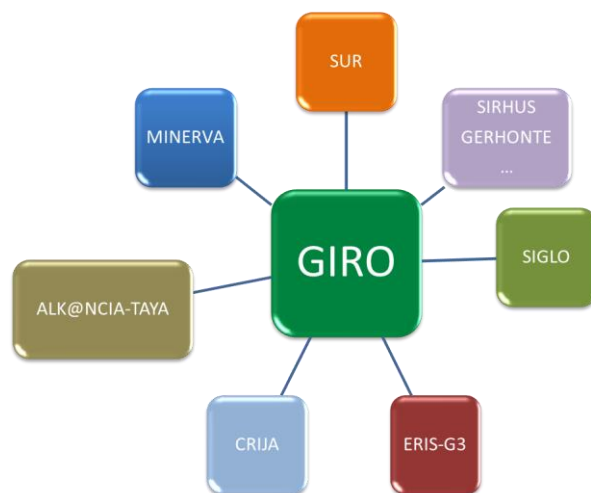 SUR
MINERVA
SIRHUS
GERHONTE
...
GIRO
SIGLO
ALK@NCIA-TAYA
CRIJA
ERIS-G3